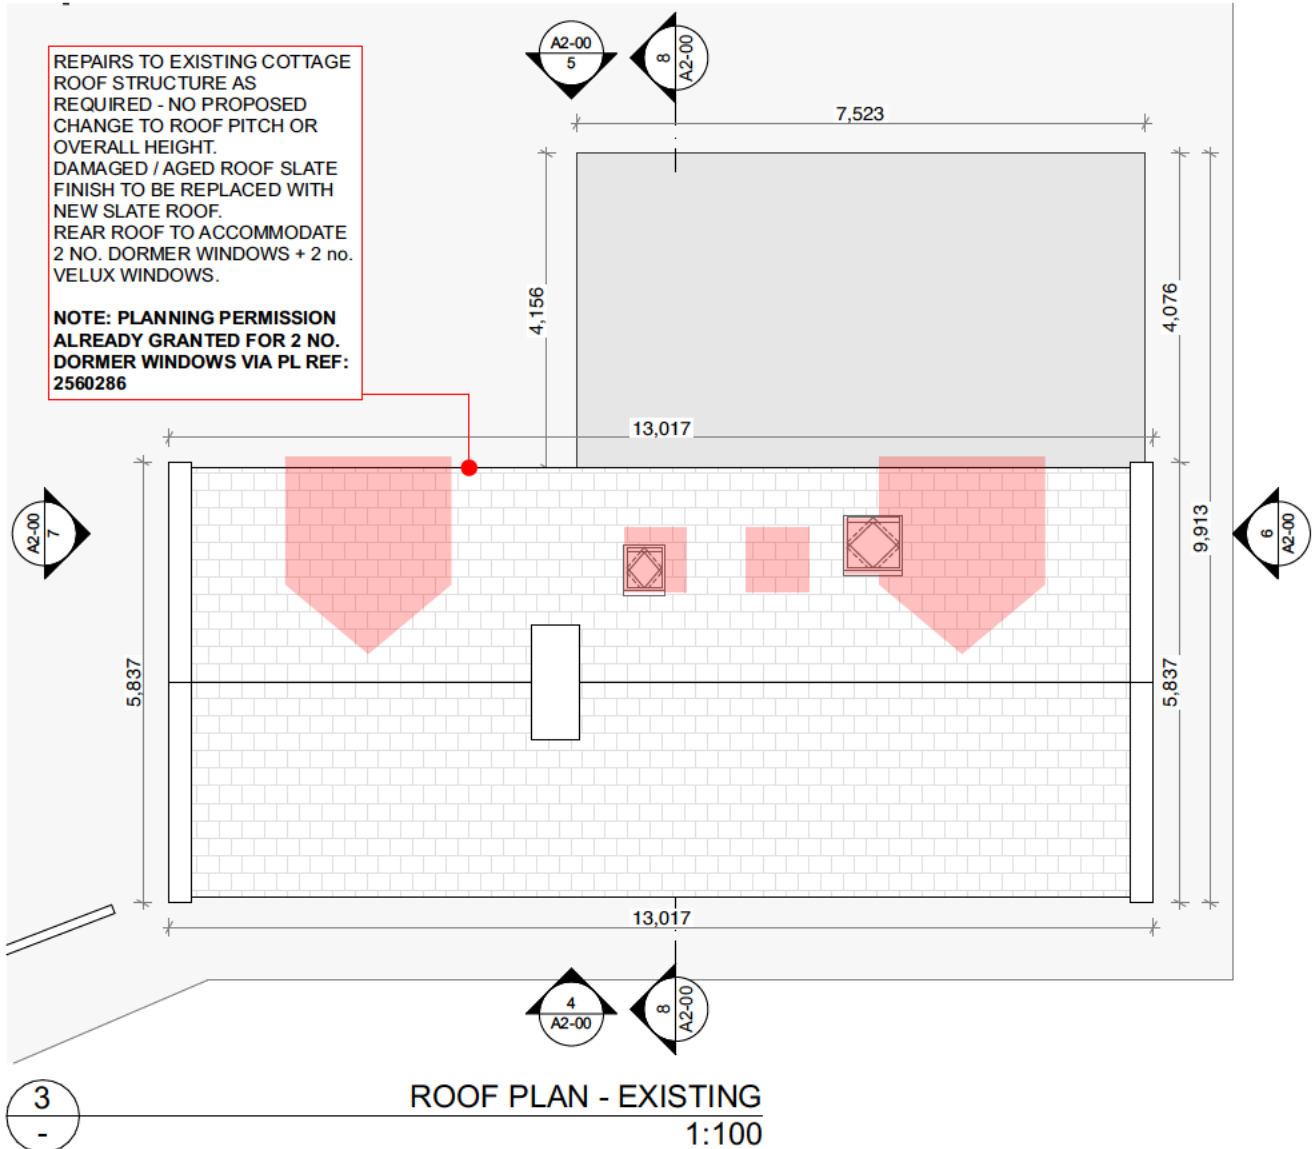 A2-00
5
8
A2-00
REPAIRS TO EXISTING COTTAGE
ROOF STRUCTURE AS
REQUIRED - NO PROPOSED
CHANGE TO ROOF PITCH OR
OVERALL HEIGHT.
DAMAGED / AGED ROOF SLATE
FINISH TO BE REPLACED WITH
NEW SLATE ROOF.
REAR ROOF TO ACCOMMODATE
2 NO. DORMER WINDOWS + 2 no.
VELUX WINDOWS.
NOTE: PLANNING PERMISSION
ALREADY GRANTED FOR 2 NO.
DORMER WINDOWS VIA PL REF:
2560286
7,523
4,156
4,076
13,017
A2-00
7
9,913
6
A2-00
5,837
5,837
13,017
4
A2-00
8
A2-00
3
-
ROOF PLAN - EXISTING
1:100